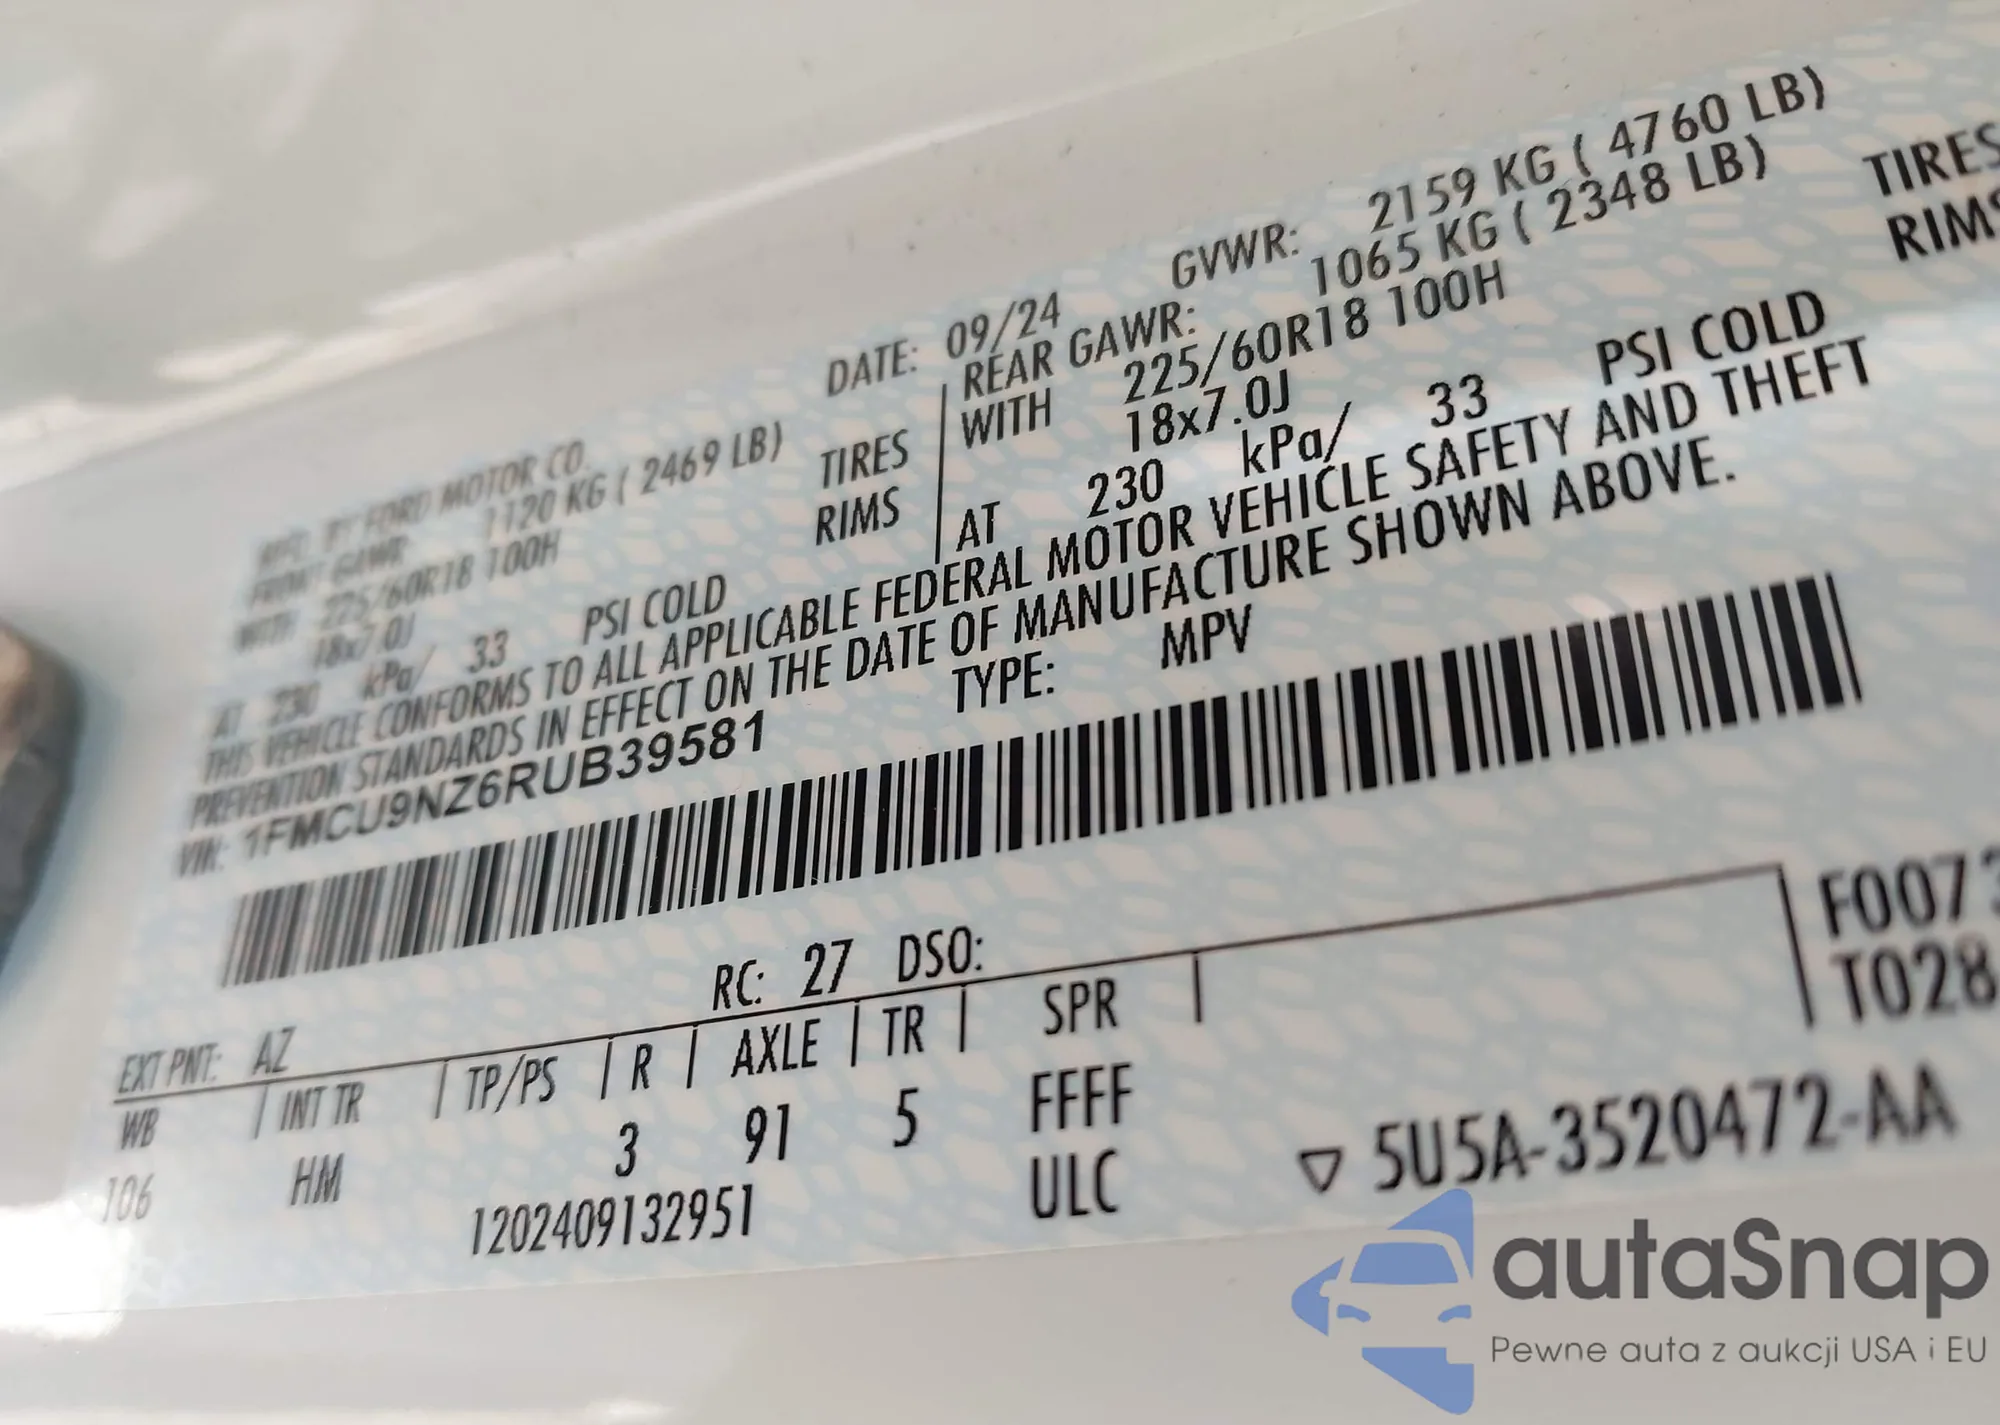 MFD. BY FORD MOTOR CO. DATE: 09/24 GVWR: 2159 KG ( 4760 LB)
FRONT GAWR: 1120 KG ( 2469 LB) REAR GAWR: 1065 KG ( 2348 LB)
WITH 225/60R18 100H TIRES WITH 225/60R18 100H TIRES
18x7.0J RIMS 18x7.0J RIMS
AT 230 kPa/ 33 PSI COLD AT 230 kPa/ 33 PSI COLD
THIS VEHICLE CONFORMS TO ALL APPLICABLE FEDERAL MOTOR VEHICLE SAFETY AND THEFT
PREVENTION STANDARDS IN EFFECT ON THE DATE OF MANUFACTURE SHOWN ABOVE.
VIN: 1FMCU9NZ6RUB39581 TYPE: MPV
F0073
T028
EXT PNT: AZ RC: 27 DSO:
WB | INT TR | TP/PS | R | AXLE | TR | SPR |
106 HM 3 91 5 FFFF
1202409132951 ULC ▽ 5U5A-3520472-AA
autaSnap
Pewne auta z aukcji USA i EU